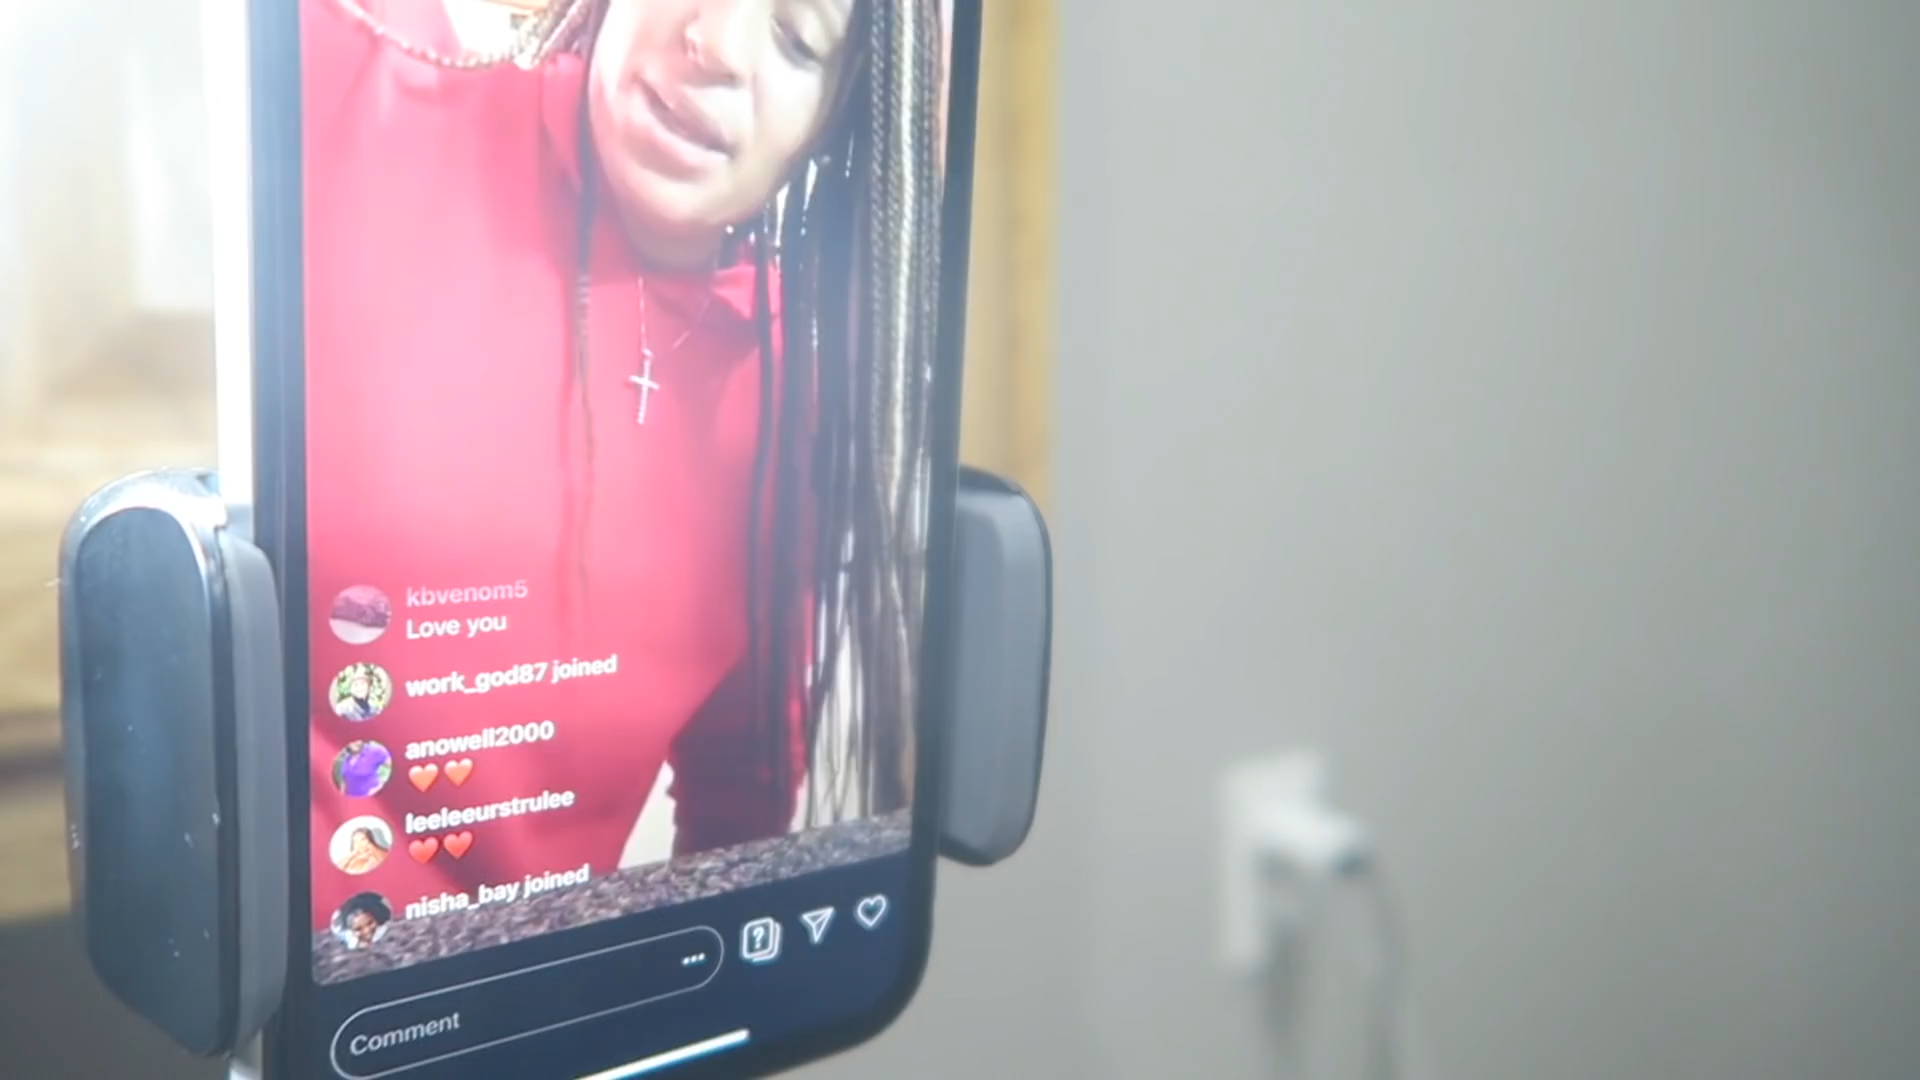 kbvenom5
Love you
work_god87 joined
anowell2000
❤️❤️
leeleeurstrulee
❤️❤️
nisha_bay joined
Comment